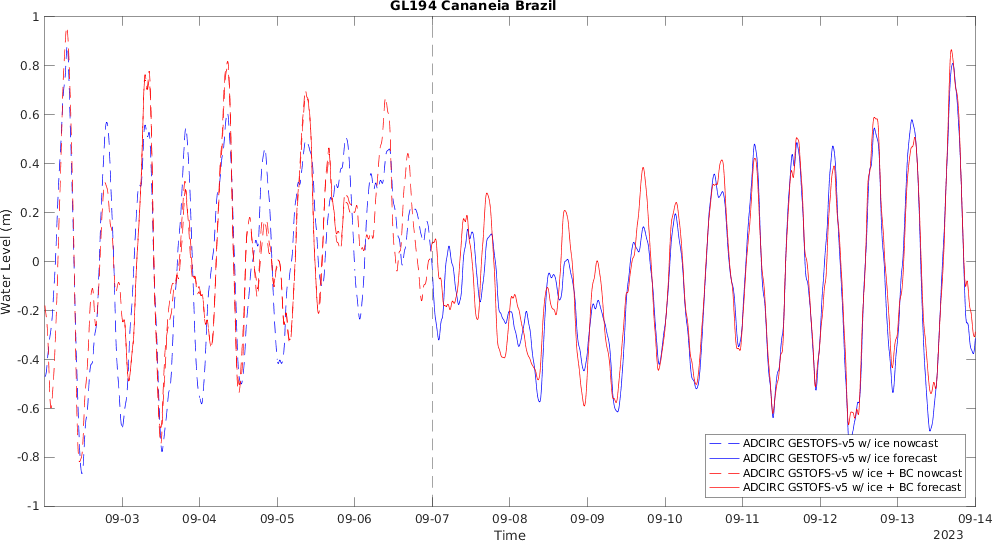 GL194 Cananeia Brazil
1
0.8
0.6
0.4
0.2
0
-0.2
-0.4
-0.6
-0.8
-1
Water Level (m)
ADCIRC GESTOFS-v5 w/ ice nowcast
ADCIRC GESTOFS-v5 w/ ice forecast
ADCIRC GSTOFS-v5 w/ ice + BC nowcast
ADCIRC GSTOFS-v5 w/ ice + BC forecast
09-03 09-04 09-05 09-06 09-07 09-08 09-09 09-10 09-11 09-12 09-13 09-14
Time
2023